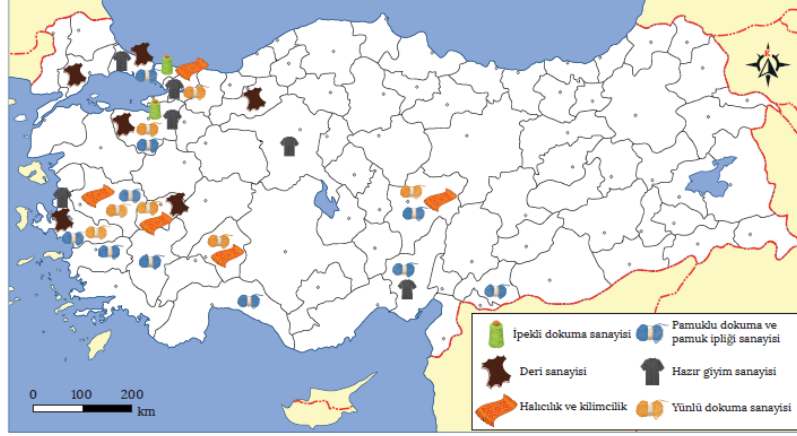 K
İpekli dokuma sanayisi
Pamuklu dokuma ve
pamuk ipliği sanayisi
Deri sanayisi
Hazır giyim sanayisi
Halıcılık ve kilimcilik
Yünlü dokuma sanayisi
0 100 200
km